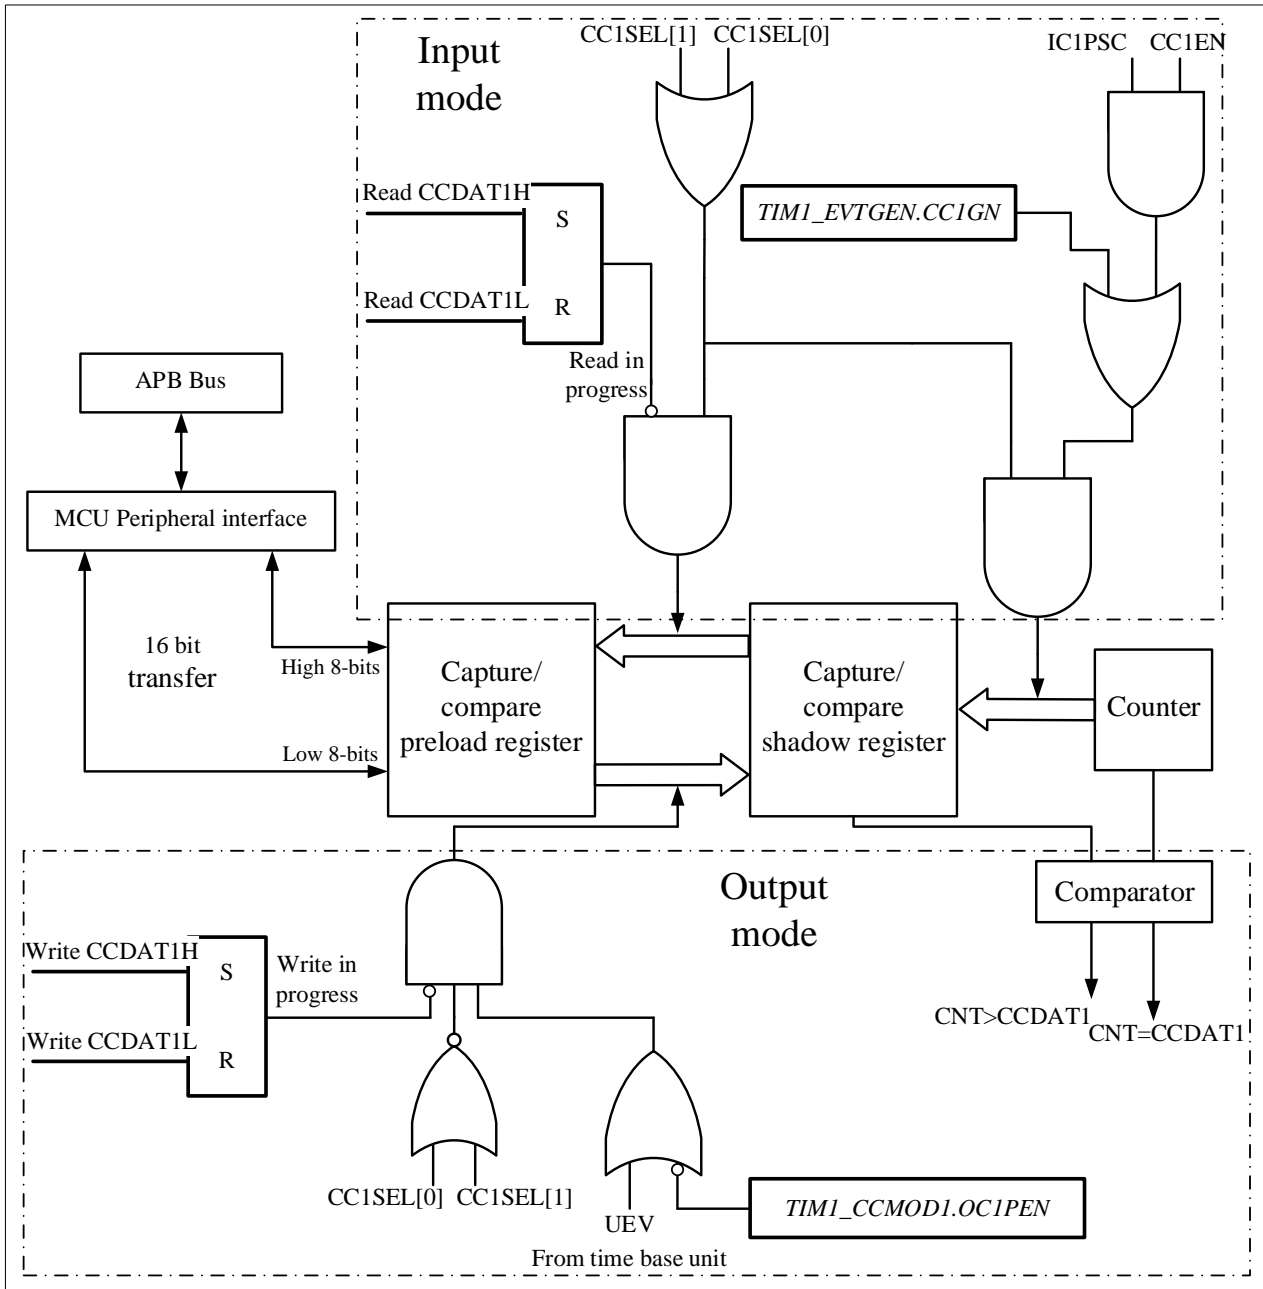 Input
mode
CC1SEL[1]
CC1SEL[0]
IC1PSC
CC1EN
Read CCDAT1H
S
TIM1_EVTGEN.CC1GN
Read CCDAT1L
R
Read in
progress
APB Bus
MCU Peripheral interface
16 bit
transfer
High 8-bits
Low 8-bits
Capture/
compare
preload register
Capture/
compare
shadow register
Counter
Output
mode
Comparator
Write CCDAT1H
S
Write in
progress
Write CCDAT1L
R
CNT>CCDAT1
CNT=CCDAT1
CC1SEL[0]
CC1SEL[1]
UEV
TIM1_CCMOD1.OC1PEN
From time base unit